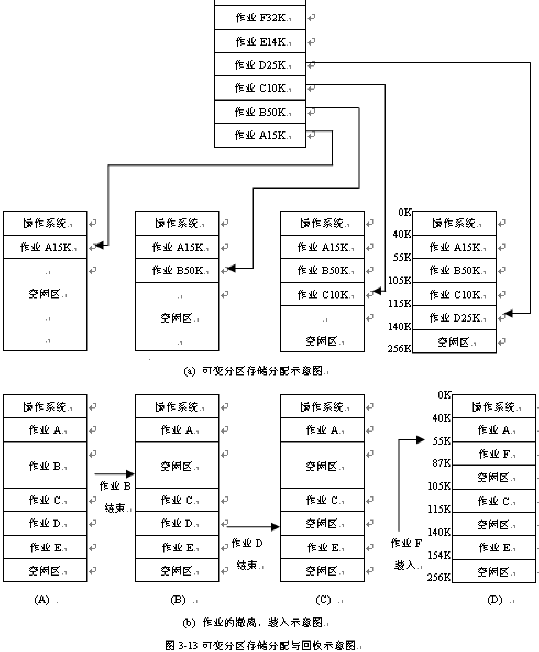 作业 F32K
作业 E14K
作业 D25K
作业 C10K
作业 B50K
作业 A15K
操作系统
作业 A15K
空闲区
操作系统
作业 A15K
作业 B50K
空闲区
操作系统
作业 A15K
作业 B50K
作业 C10K
空闲区
0K
40K
55K
105K
115K
140K
256K
操作系统
作业 A15K
作业 B50K
作业 C10K
作业 D25K
空闲区
(a) 可变分区存储分配示意图
操作系统
作业 A
作业 B
作业 C
作业 D
作业 E
空闲区
作业 B
结束
操作系统
作业 A
空闲区
作业 C
作业 D
作业 E
空闲区
作业 D
结束
操作系统
作业 A
空闲区
作业 C
空闲区
作业 E
空闲区
作业 F
装入
0K
40K
55K
87K
105K
115K
140K
154K
256K
操作系统
作业 A
作业 F
空闲区
作业 C
空闲区
作业 E
空闲区
(A)
(B)
(C)
(D)
(b) 作业的撤离、装入示意图
图 3-13 可变分区存储分配与回收示意图